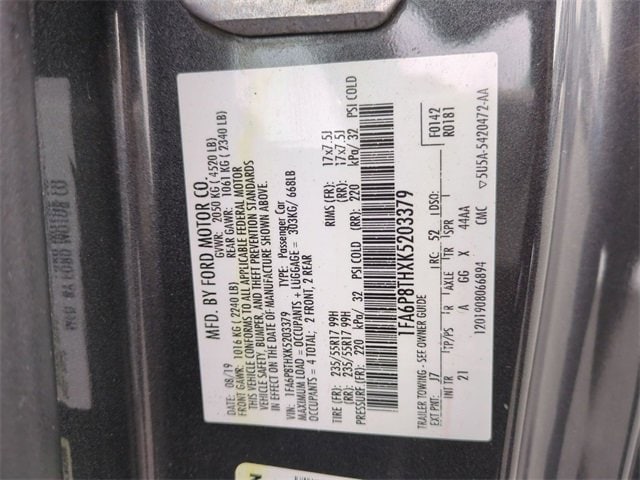 MFD. BY FORD MOTOR CO.
DATE: 08/19 GVWR: 2050 KG ( 4520 LB)
FRONT GAWR: 1016 KG ( 2240 LB) REAR GAWR: 1061 KG ( 2340 LB)
THIS VEHICLE CONFORMS TO ALL APPLICABLE FEDERAL MOTOR
VEHICLE SAFETY, BUMPER, AND THEFT PREVENTION STANDARDS
IN EFFECT ON THE DATE OF MANUFACTURE SHOWN ABOVE.
VIN: 1FA6P8THXK5203379 TYPE: Passenger Car
MAXIMUM LOAD = OCCUPANTS + LUGGAGE = 303KG/ 668LB
OCCUPANTS = 4 TOTAL; 2 FRONT, 2 REAR
TIRE (FR): 235/55R17 99H RIMS (FR): 17x7.5J
(RR): 235/55R17 99H (RR): 17x7.5J
PRESSURE (FR): 220 kPa/ 32 PSI COLD (RR): 220 kPa/ 32 PSI COLD
1FA6P8THXK5203379
TRAILER TOWING - SEE OWNER GUIDE F0142
EXT PNT: J7 RC: 52 DSO: R0181
INT TR TP/PS R AXLE TR SPR
21 A GG X 44AA
1201908066894 CMC ▽5U5A-5420472-AA